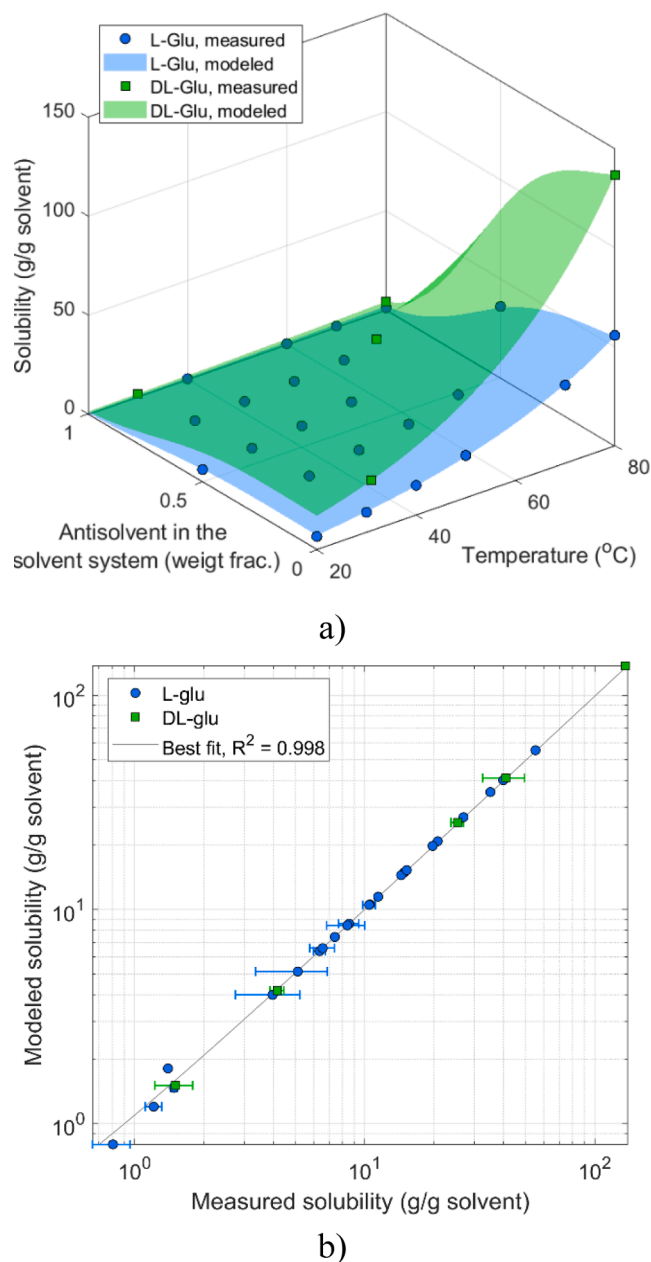 L-Glu, measured
L-Glu, modeled
DL-Glu, measured
DL-Glu, modeled
150
100
50
0
Solubility (g/g solvent)
1
0.5
0
Antisolvent in the
solvent system (weigt frac.)
20
40
60
80
Temperature (°C)
a)
L-glu
DL-glu
Best fit, R² = 0.998
10²
10¹
10⁰
Modeled solubility (g/g solvent)
10⁰
10¹
10²
Measured solubility (g/g solvent)
b)